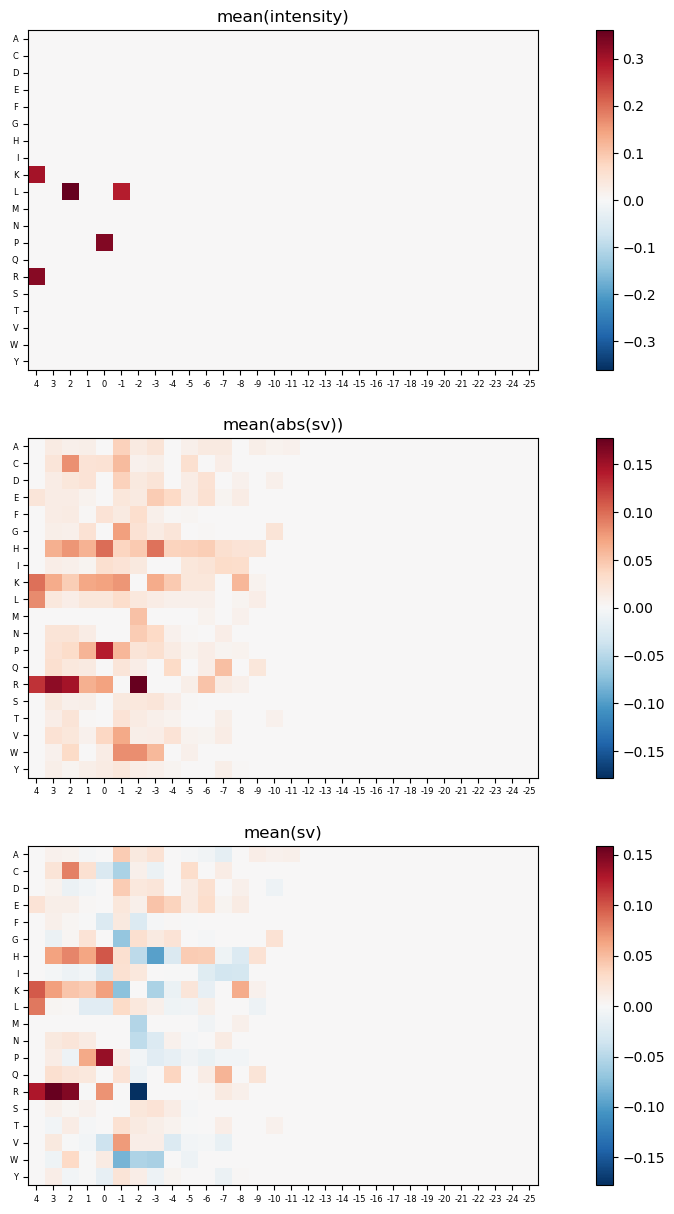 mean(intensity)
A
C
D
E
F
G
H
I
K
L
M
N
P
Q
R
S
T
V
W
Y
4 3 2 1 0 -1 -2 -3 -4 -5 -6 -7 -8 -9 -10 -11 -12 -13 -14 -15 -16 -17 -18 -19 -20 -21 -22 -23 -24 -25
0.3
0.2
0.1
0.0
−0.1
−0.2
−0.3
mean(abs(sv))
A
C
D
E
F
G
H
I
K
L
M
N
P
Q
R
S
T
V
W
Y
4 3 2 1 0 -1 -2 -3 -4 -5 -6 -7 -8 -9 -10 -11 -12 -13 -14 -15 -16 -17 -18 -19 -20 -21 -22 -23 -24 -25
0.15
0.10
0.05
0.00
−0.05
−0.10
−0.15
mean(sv)
A
C
D
E
F
G
H
I
K
L
M
N
P
Q
R
S
T
V
W
Y
4 3 2 1 0 -1 -2 -3 -4 -5 -6 -7 -8 -9 -10 -11 -12 -13 -14 -15 -16 -17 -18 -19 -20 -21 -22 -23 -24 -25
0.15
0.10
0.05
0.00
−0.05
−0.10
−0.15